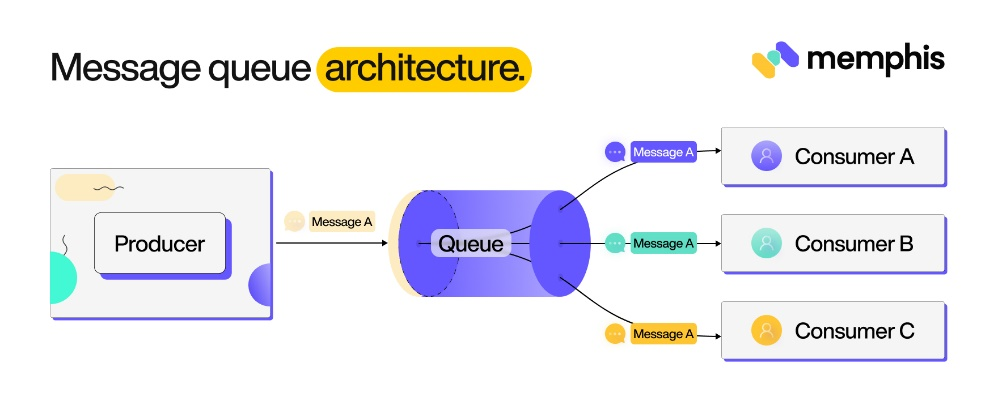 Message queue architecture.
memphis
Producer
Message A
Queue
Message A
Consumer A
Message A
Consumer B
Message A
Consumer C